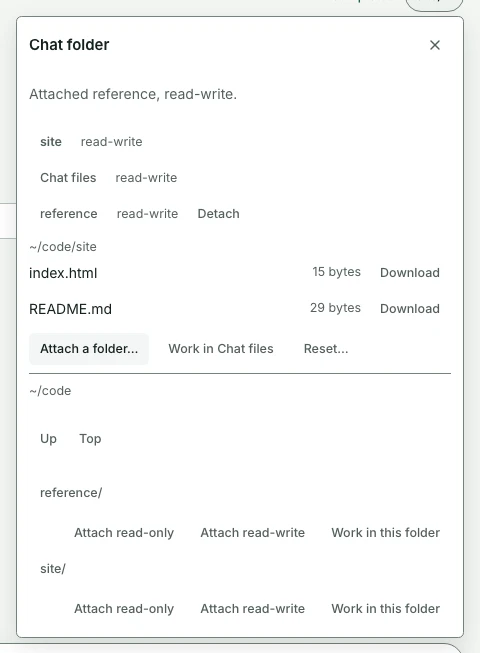 Chat folder
Attached reference, read-write.
site read-write
Chat files read-write
reference read-write Detach
~/code/site
index.html 15 bytes Download
README.md 29 bytes Download
Attach a folder... Work in Chat files Reset...
~/code
Up Top
reference/
Attach read-only Attach read-write Work in this folder
site/
Attach read-only Attach read-write Work in this folder